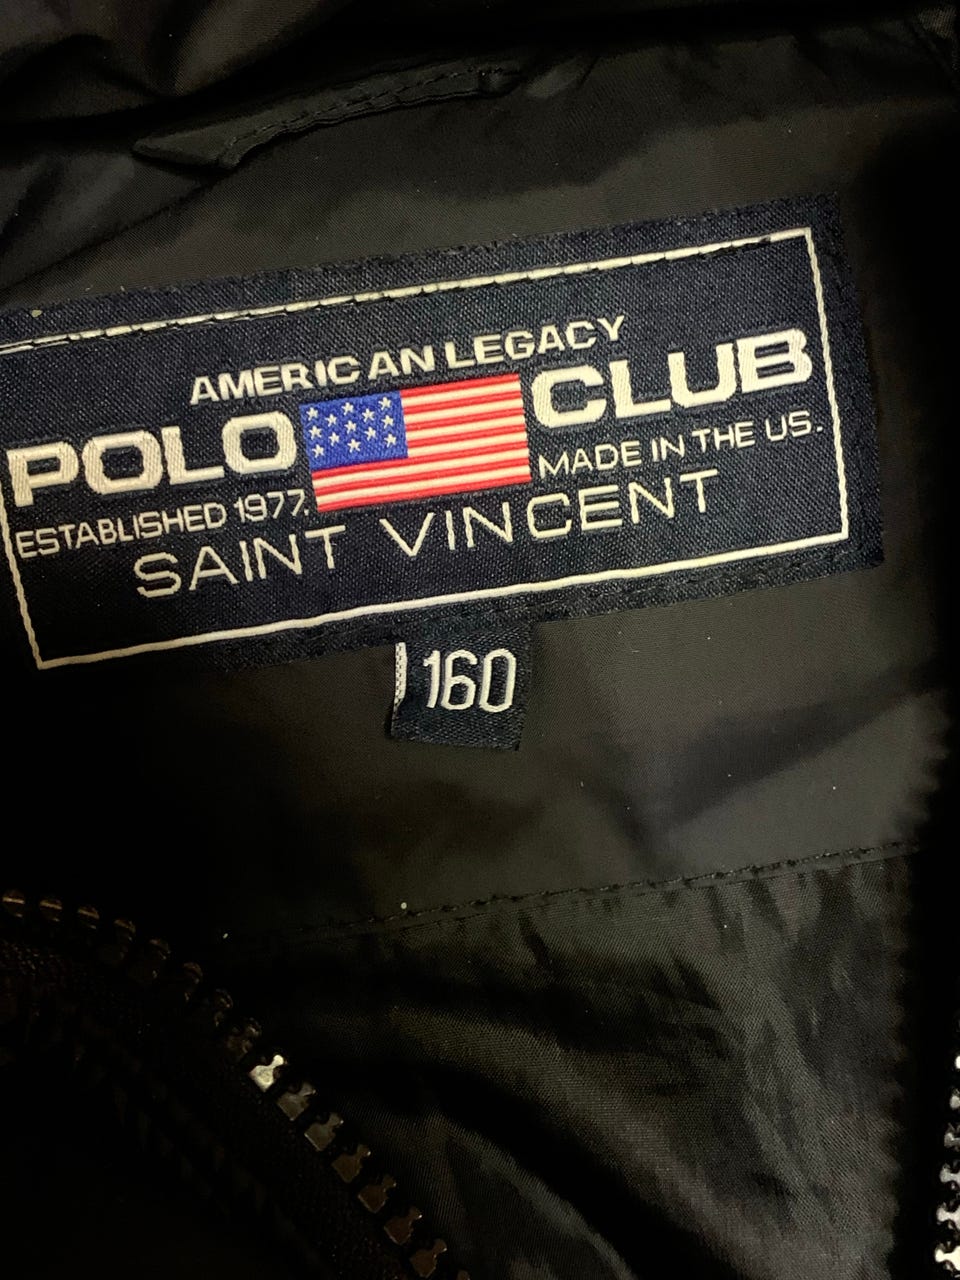 AMERICAN LEGACY
POLO CLUB
ESTABLISHED 1977. MADE IN THE US.
SAINT VINCENT
160